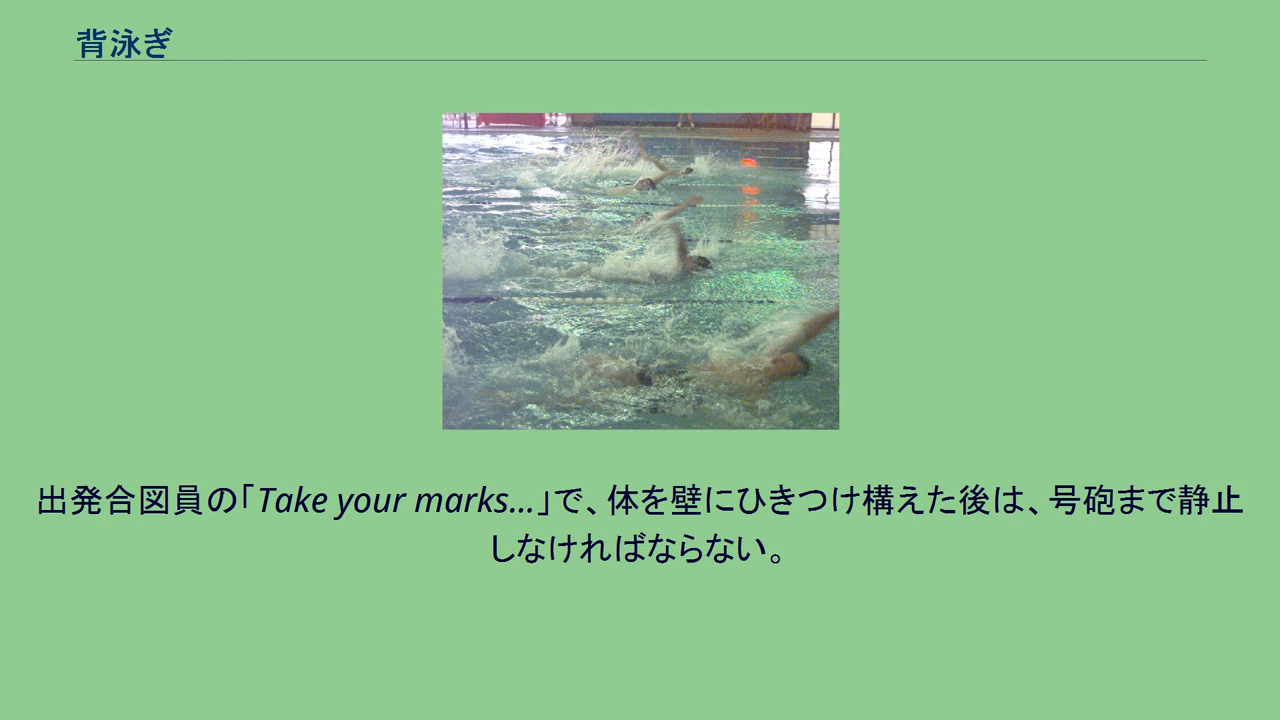 背泳ぎ
出発合図員の「Take your marks...」で、体を壁にひきつけ構えた後は、号砲まで静止
しなければならない。